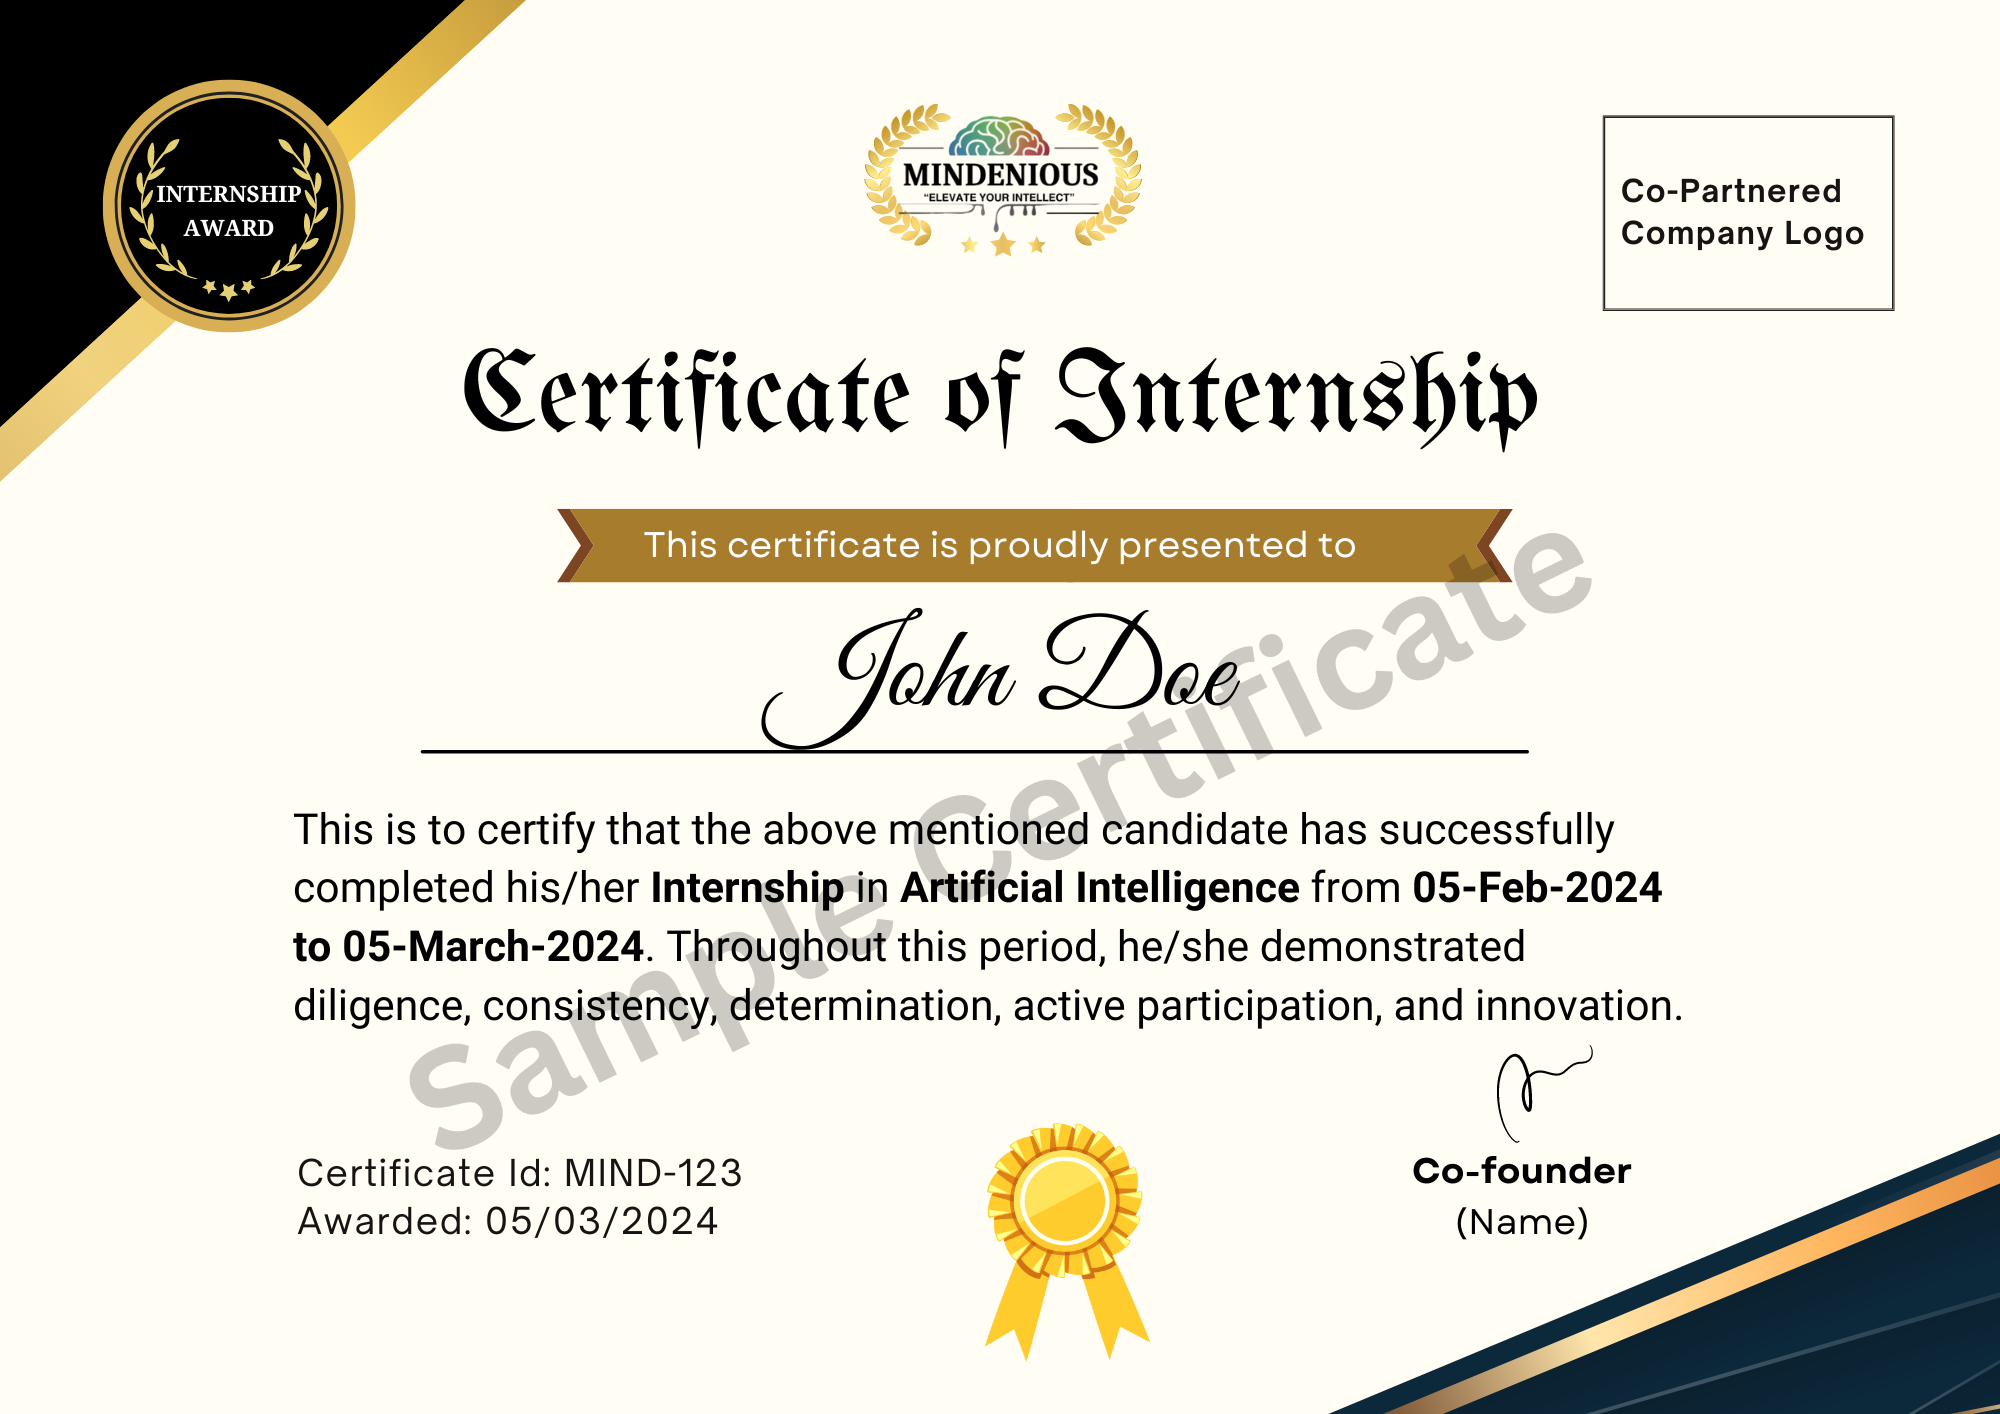 INTERNSHIP
AWARD
MINDENIOUS
“ELEVATE YOUR INTELLECT”
Co-Partnered
Company Logo
Certificate of Internship
This certificate is proudly presented to
John Doe
This is to certify that the above mentioned candidate has successfully
completed his/her Internship in Artificial Intelligence from 05-Feb-2024
to 05-March-2024. Throughout this period, he/she demonstrated
diligence, consistency, determination, active participation, and innovation.
Sample Certificate
Certificate Id: MIND-123
Awarded: 05/03/2024
Co-founder
(Name)